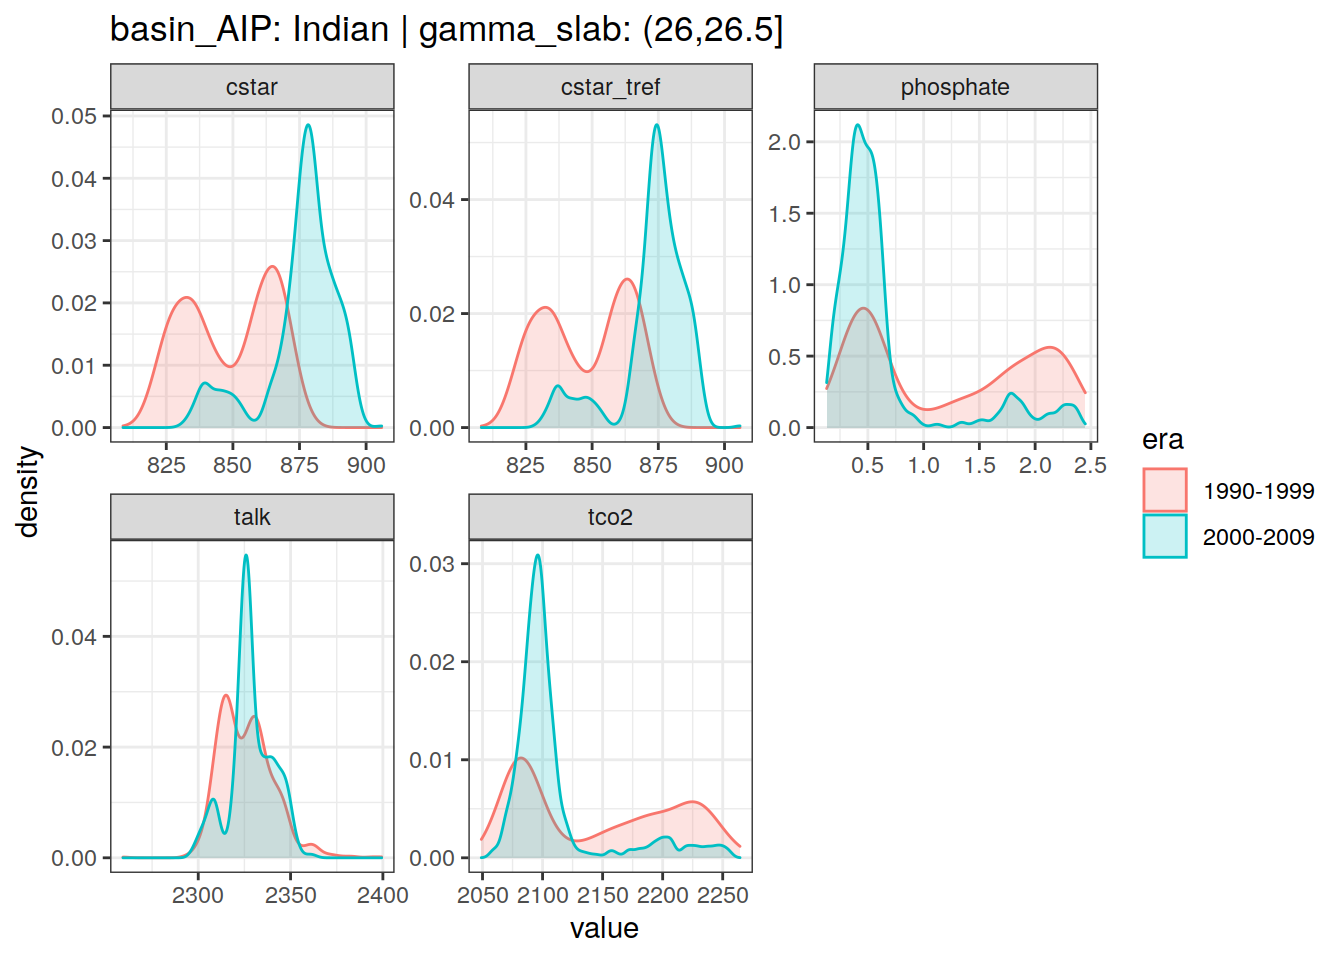 basin_AIP: Indian | gamma_slab: (26,26.5]
cstar
cstar_tref
phosphate
0.05
0.04
0.03
0.02
0.01
0.00
0.04
0.02
0.00
2.0
1.5
1.0
0.5
0.0
825 850 875 900
825 850 875 900
0.5 1.0 1.5 2.0 2.5
density
talk
tco2
0.04
0.02
0.00
0.03
0.02
0.01
0.00
2300 2350 2400
2050 2100 2150 2200 2250
value
era
1990-1999
2000-2009